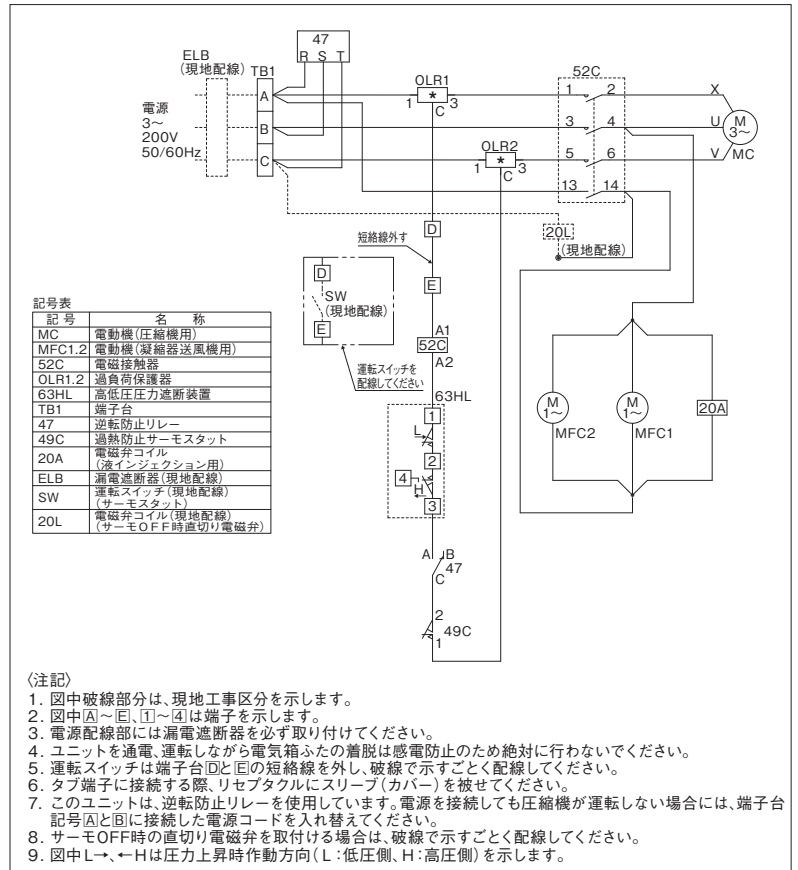 47
R S T
ELB
(現地配線)
TB1
OLR1
52C
A
1 * 3
C
1 2
X
電源
3～
200V
50/60Hz
B
3 4
U
M
3～
MC
OLR2
C
1 * 3
C
5 6
V
13 14
D
20L
(現地配線)
短絡線外す
D
SW
(現地配線)
E
E
運転スイッチを
配線してください
A1
52C
A2
63HL
1
L
2
4
H
3
M
1～
MFC2
M
1～
MFC1
20A
A B
47
C
2
49C
1
記号表
記 号 名 称
MC 電動機(圧縮機用)
MFC1.2 電動機(凝縮器送風機用)
52C 電磁接触器
OLR1.2 過負荷保護器
63HL 高低圧圧力遮断装置
TB1 端子台
47 逆転防止リレー
49C 過熱防止サーモスタット
20A 電磁弁コイル
(液インジェクション用)
ELB 漏電遮断器(現地配線)
SW 運転スイッチ(現地配線)
(サーモスタット)
20L 電磁弁コイル(現地配線)
(サーモOFF時直切り電磁弁)
〈注記〉
1. 図中破線部分は、現地工事区分を示します。
2. 図中A～E、1～4は端子を示します。
3. 電源配線部には漏電遮断器を必ず取り付けてください。
4. ユニットを通電、運転しながら電気箱ふたの着脱は感電防止のため絶対に行わないでください。
5. 運転スイッチは端子台DとEの短絡線を外し、破線で示すごとく配線してください。
6. タブ端子に接続する際、リセプタクルにスリーブ(カバー)を被せてください。
7. このユニットは、逆転防止リレーを使用しています。電源を接続しても圧縮機が運転しない場合には、端子台
記号AとBに接続した電源コードを入れ替えてください。
8. サーモOFF時の直切り電磁弁を取付ける場合は、破線で示すごとく配線してください。
9. 図中L→、←Hは圧力上昇時作動方向(L:低圧側、H:高圧側)を示します。